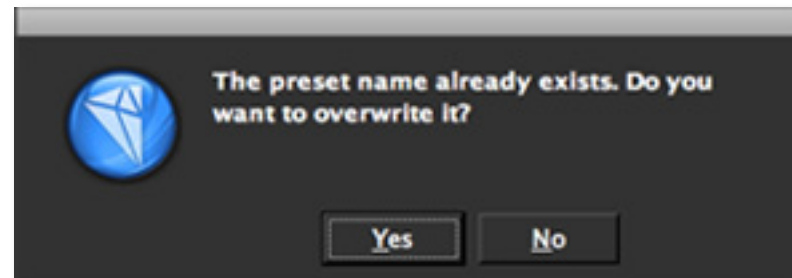 The preset name already exists. Do you
want to overwrite it?
Yes
No